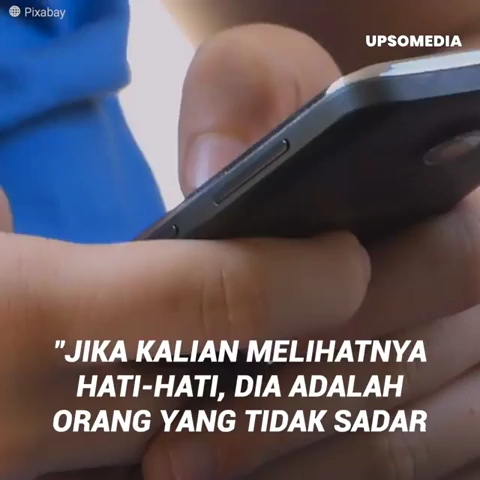 Pixabay
UPSOMEDIA
"JIKA KALIAN MELIHATNYA
HATI-HATI, DIA ADALAH
ORANG YANG TIDAK SADAR